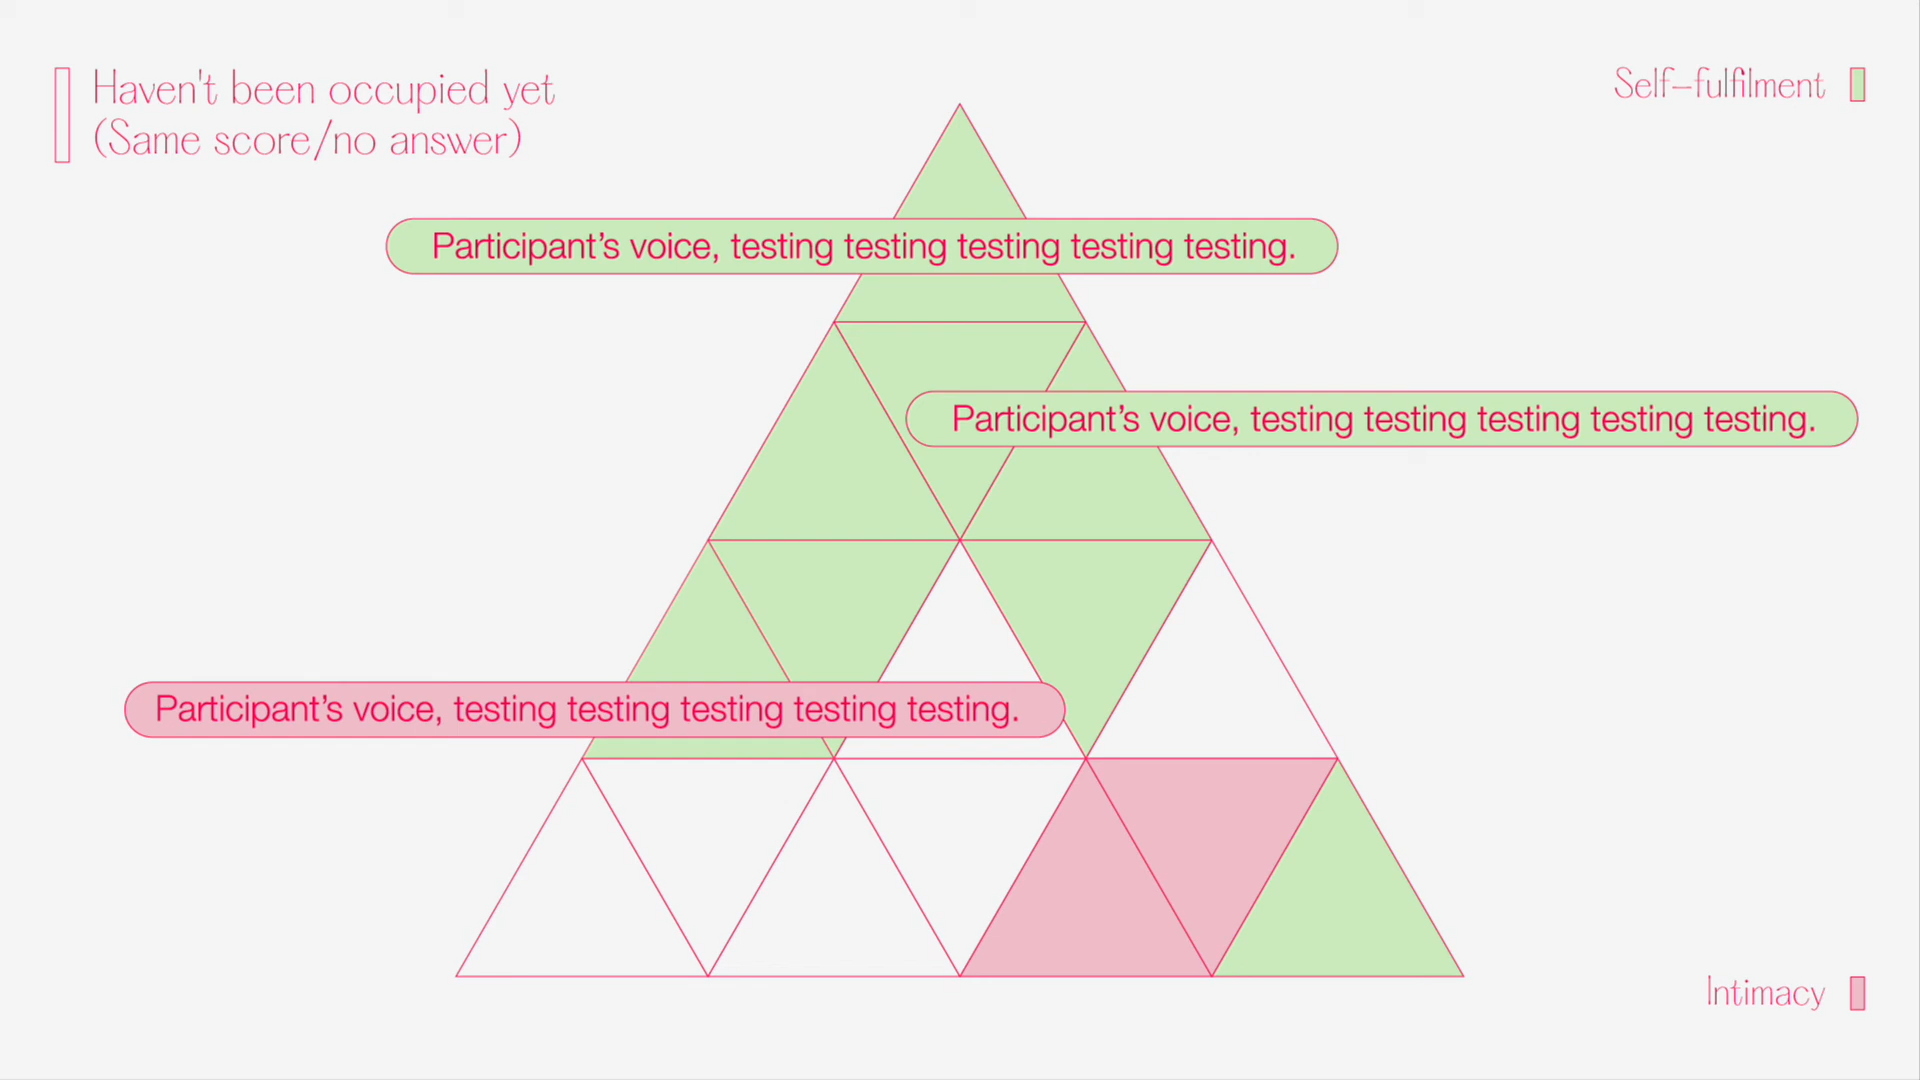 Haven't been occupied yet
(Same score/no answer)
Self-fulfilment
Participant’s voice, testing testing testing testing testing.
Participant’s voice, testing testing testing testing testing.
Participant’s voice, testing testing testing testing testing.
Intimacy